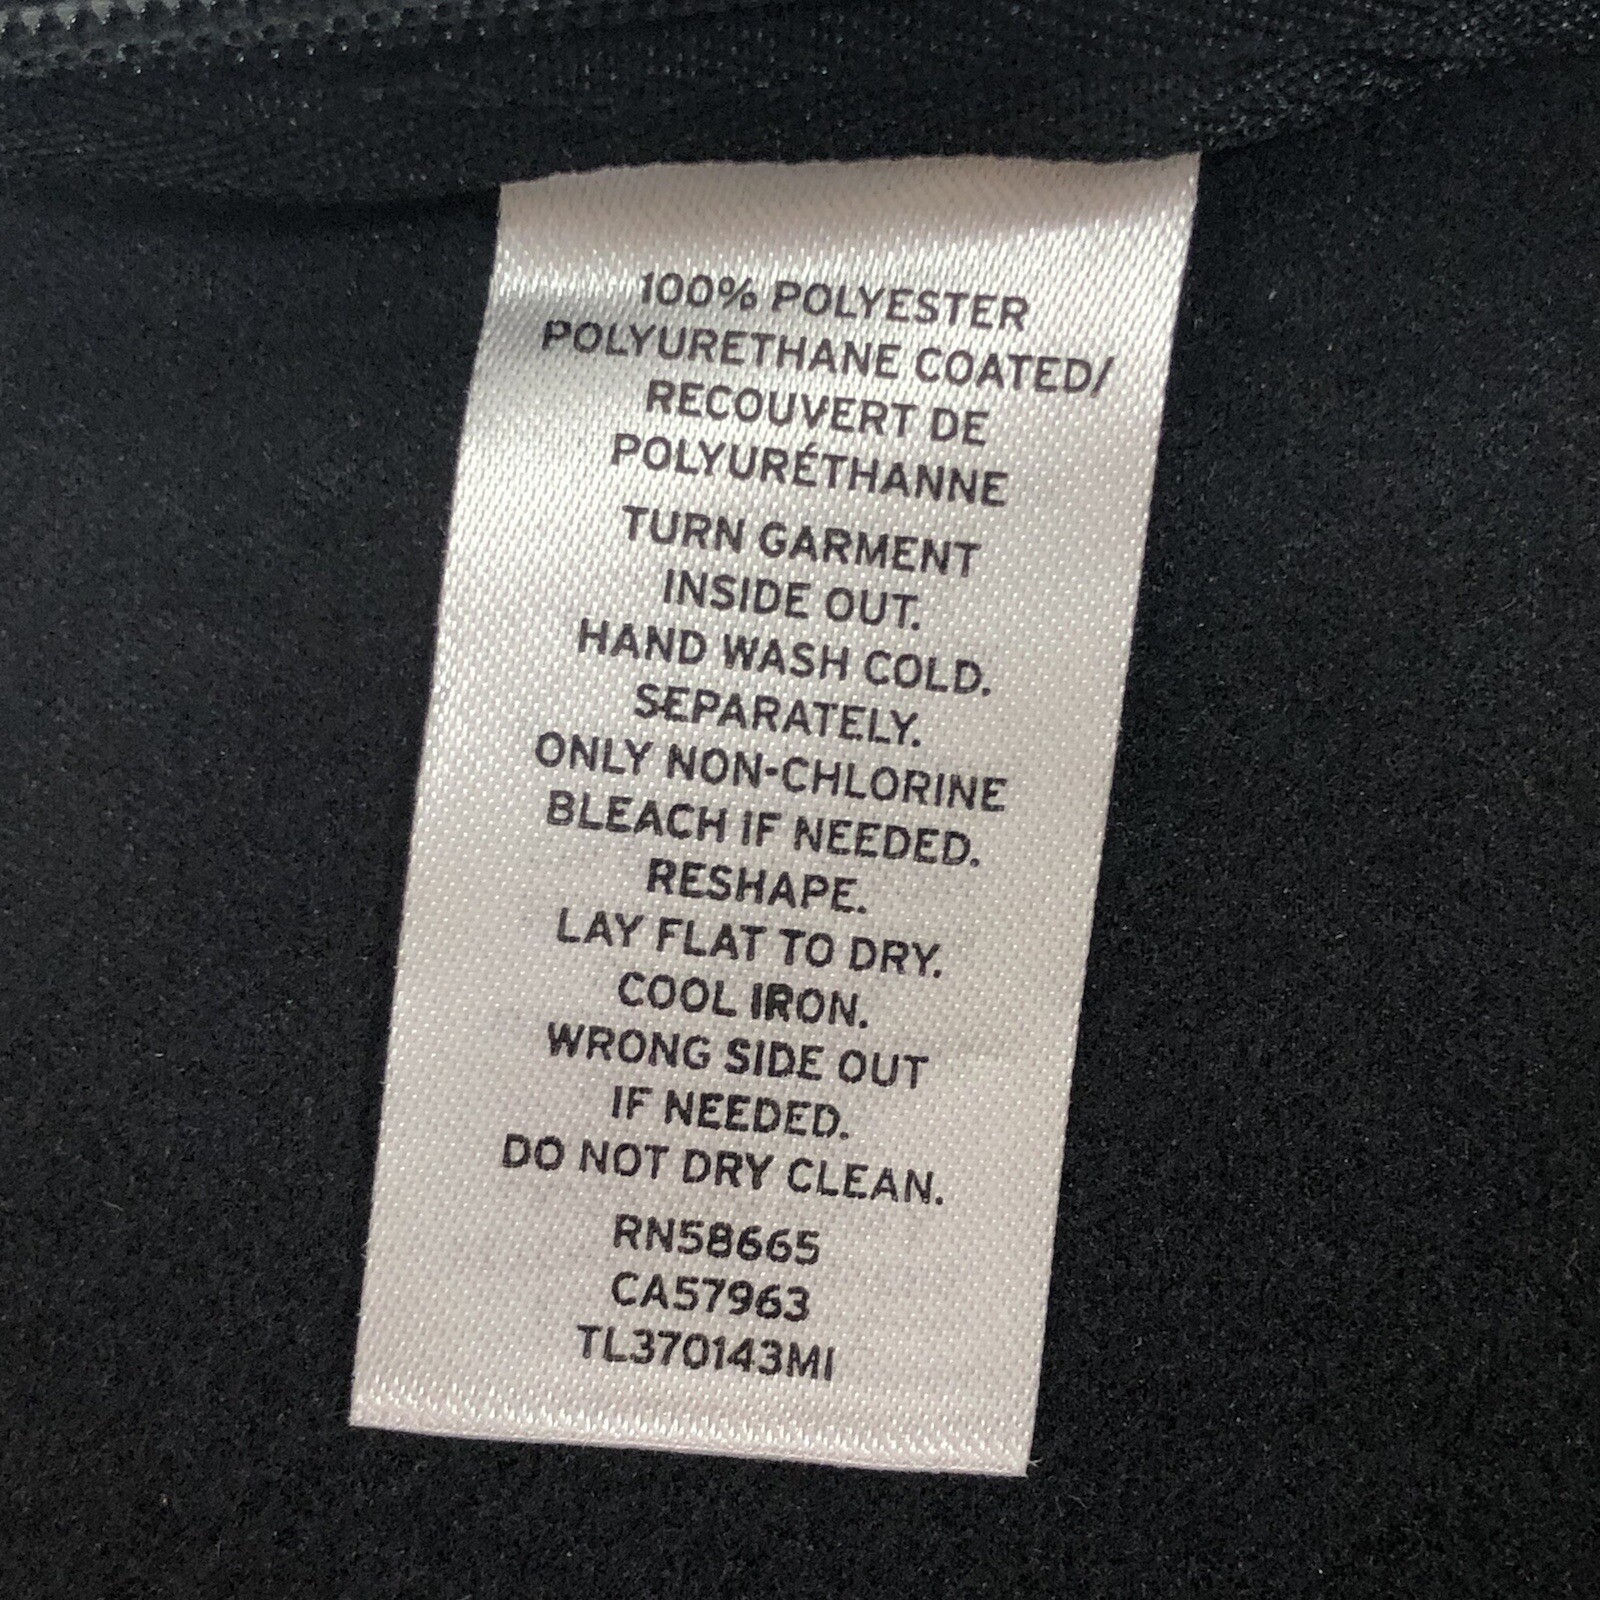 100% POLYESTER
POLYURETHANE COATED/
RECOUVERT DE
POLYURÉTHANNE
TURN GARMENT
INSIDE OUT.
HAND WASH COLD.
SEPARATELY.
ONLY NON-CHLORINE
BLEACH IF NEEDED.
RESHAPE.
LAY FLAT TO DRY.
COOL IRON.
WRONG SIDE OUT
IF NEEDED.
DO NOT DRY CLEAN.
RN58665
CA57963
TL370143MI